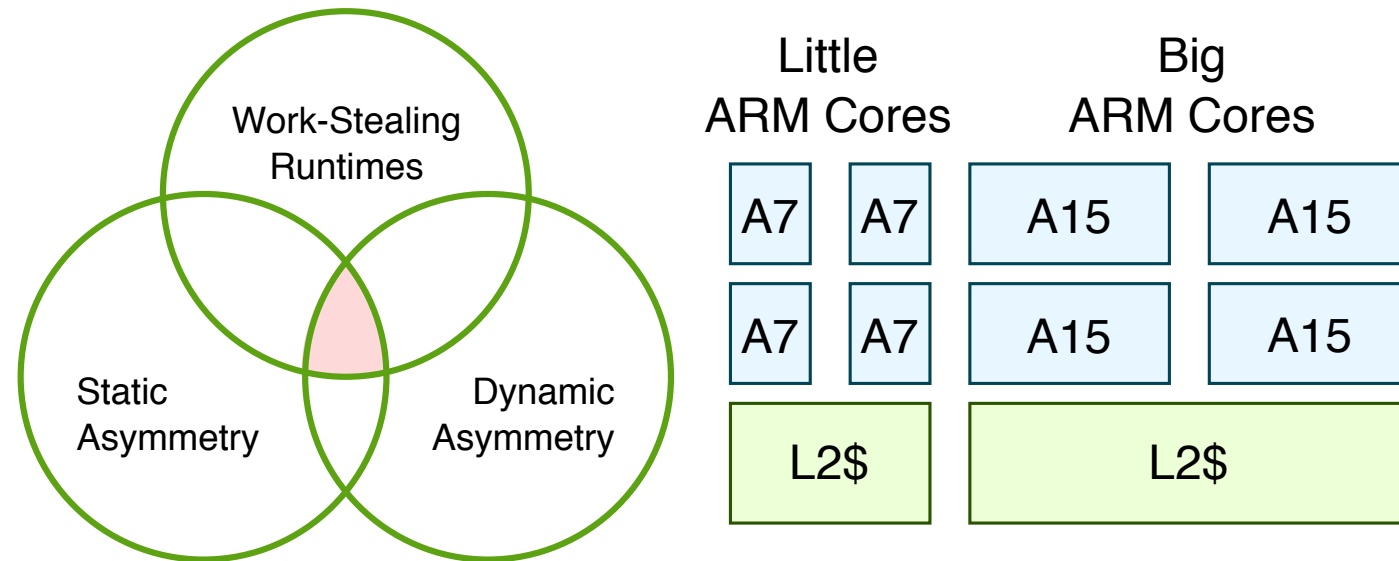 Work-Stealing
Runtimes
Static
Asymmetry
Dynamic
Asymmetry
Little
ARM Cores
Big
ARM Cores
A7 A7 A15 A15
A7 A7 A15 A15
L2$ L2$